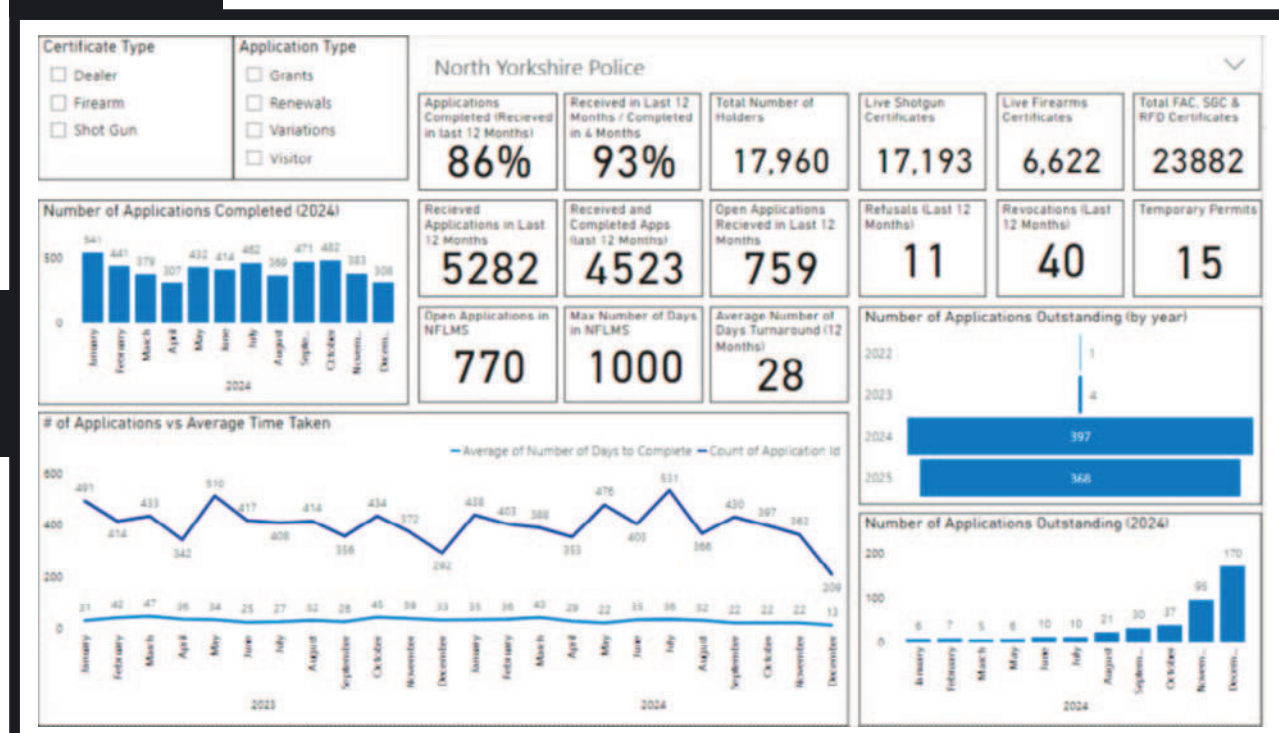 Certificate Type
Dealer
Firearm
Shot Gun
Application Type
Grants
Renewals
Variations
Visitor
North Yorkshire Police
Applications
Completed (Recieved
in last 12 Months)
86%
Received in Last 12
Months / Completed
in 4 Months
93%
Total Number of
Holders
17,960
Live Shotgun
Certificates
17,193
Live Firearms
Certificates
6,622
Total FAC, SGC &
RFD Certificates
23882
Number of Applications Completed (2024)
541
441
379
307
432
414
462
369
471
482
383
308
500
0
January
February
March
April
May
June
July
August
Septe...
October
Novem...
Decem...
2024
Recieved
Applications in Last
12 Months
5282
Received and
Completed Apps
(last 12 Months)
4523
Open Applications
Recieved in Last 12
Months
759
Refusals (Last 12
Months)
11
Revocations (Last
12 Months)
40
Temporary Permits
15
Open Applications in
NFLMS
770
Max Number of Days
in NFLMS
1000
Average Number of
Days Turnaround (12
Months)
28
Number of Applications Outstanding (by year)
2022
1
2023
4
2024
397
2025
368
# of Applications vs Average Time Taken
Average of Number of Days to Complete
Count of Application Id
600
400
200
0
491
414
433
342
510
417
408
414
356
434
372
292
438
403
388
353
476
403
531
366
430
397
362
209
31
42
47
36
34
25
27
32
28
45
39
33
35
36
43
29
22
35
36
32
22
22
22
13
January
February
March
April
May
June
July
August
September
October
November
December
January
February
March
April
May
June
July
August
September
October
November
December
2023
2024
Number of Applications Outstanding (2024)
200
100
0
6
7
5
6
10
10
21
30
37
95
170
January
February
March
May
June
July
August
Septem...
October
Novem...
Decem...
2024